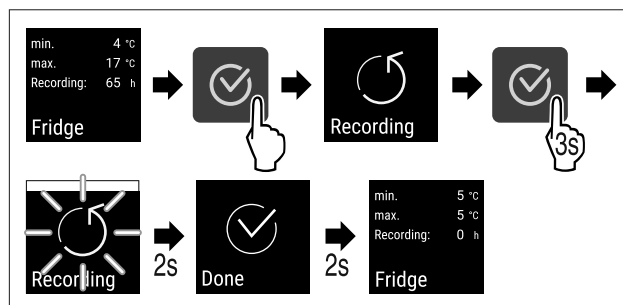 min. 4 °C
max. 17 °C
Recording: 65 h
Fridge
Recording
3s
Recording
2s
Done
2s
min. 5 °C
max. 5 °C
Recording: 0 h
Fridge